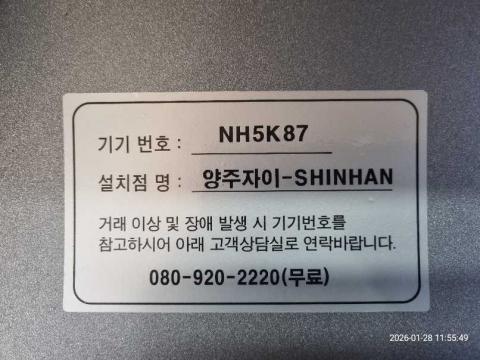 기기 번호 : NH5K87
설치점 명 : 양주자이-SHINHAN
거래 이상 및 장애 발생 시 기기번호를
참고하시어 아래 고객상담실로 연락바랍니다.
080-920-2220(무료)
2026-01-28 11:55:49